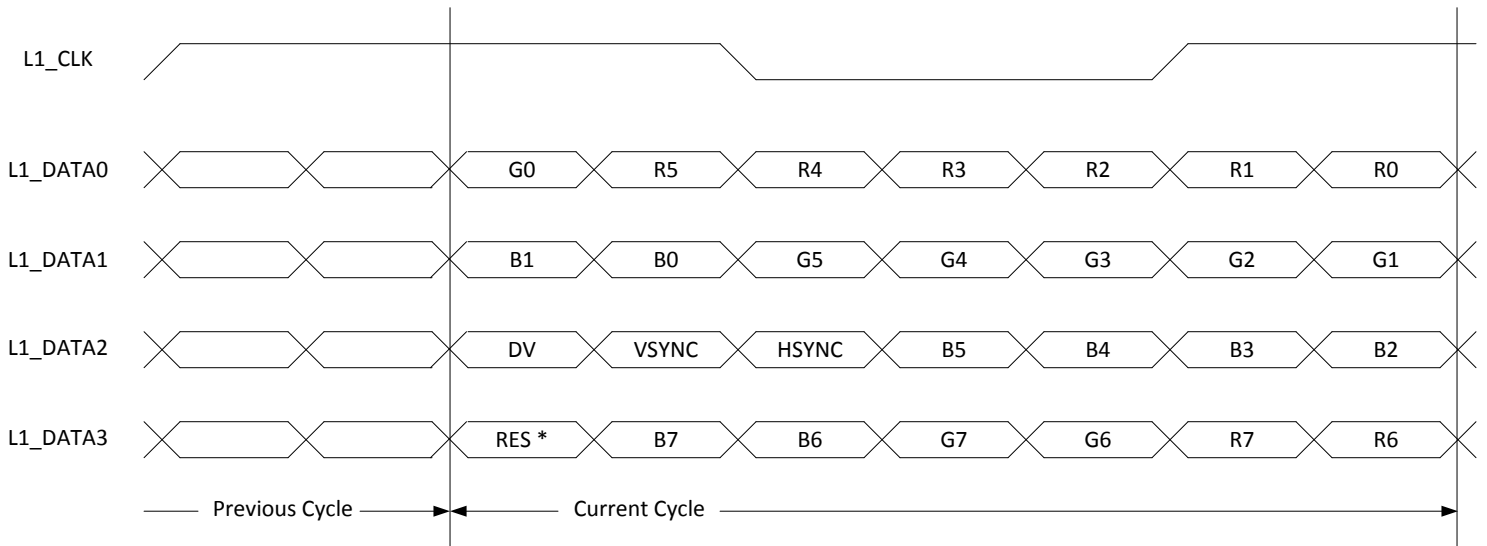 L1_CLK
L1_DATA0 G0 R5 R4 R3 R2 R1 R0
L1_DATA1 B1 B0 G5 G4 G3 G2 G1
L1_DATA2 DV VSYNC HSYNC B5 B4 B3 B2
L1_DATA3 RES * B7 B6 G7 G6 R7 R6
Previous Cycle Current Cycle